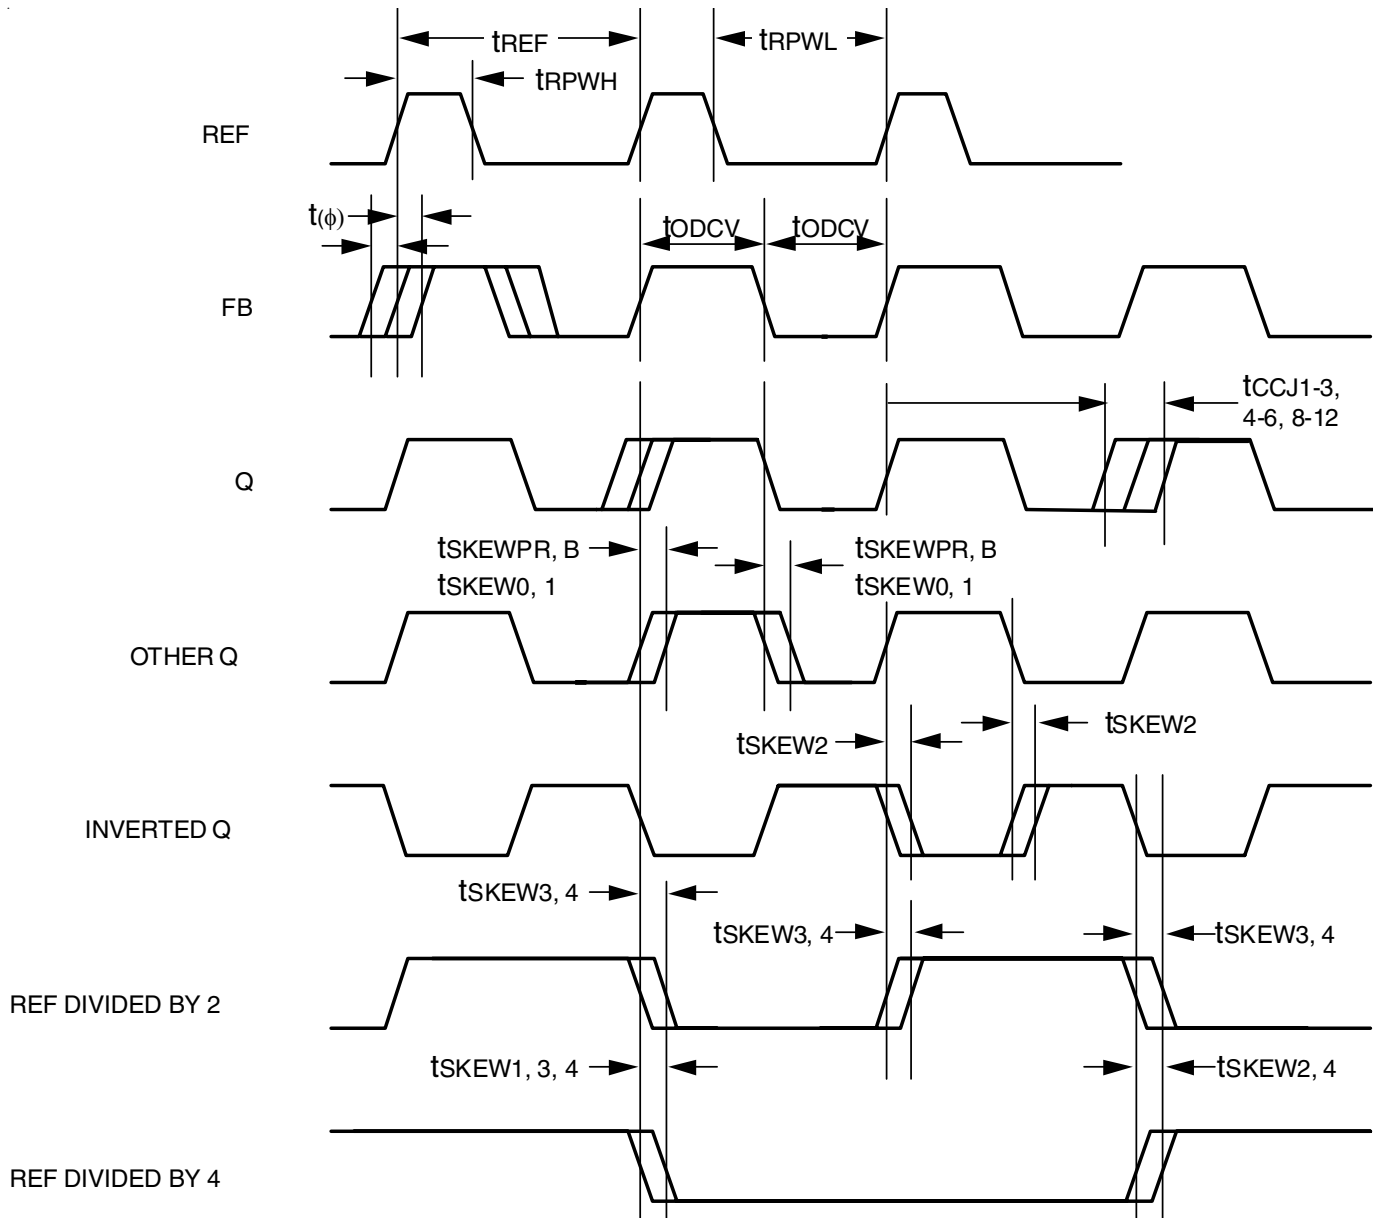 tREF
tRPWL
tRPWH
REF
t(ϕ)
tODCV
tODCV
FB
tCCJ1-3,
4-6, 8-12
Q
tSKEWPR, B
tSKEW0, 1
tSKEWPR, B
tSKEW0, 1
OTHER Q
tSKEW2
tSKEW2
INVERTED Q
tSKEW3, 4
tSKEW3, 4
tSKEW3, 4
REF DIVIDED BY 2
tSKEW1, 3, 4
tSKEW2, 4
REF DIVIDED BY 4